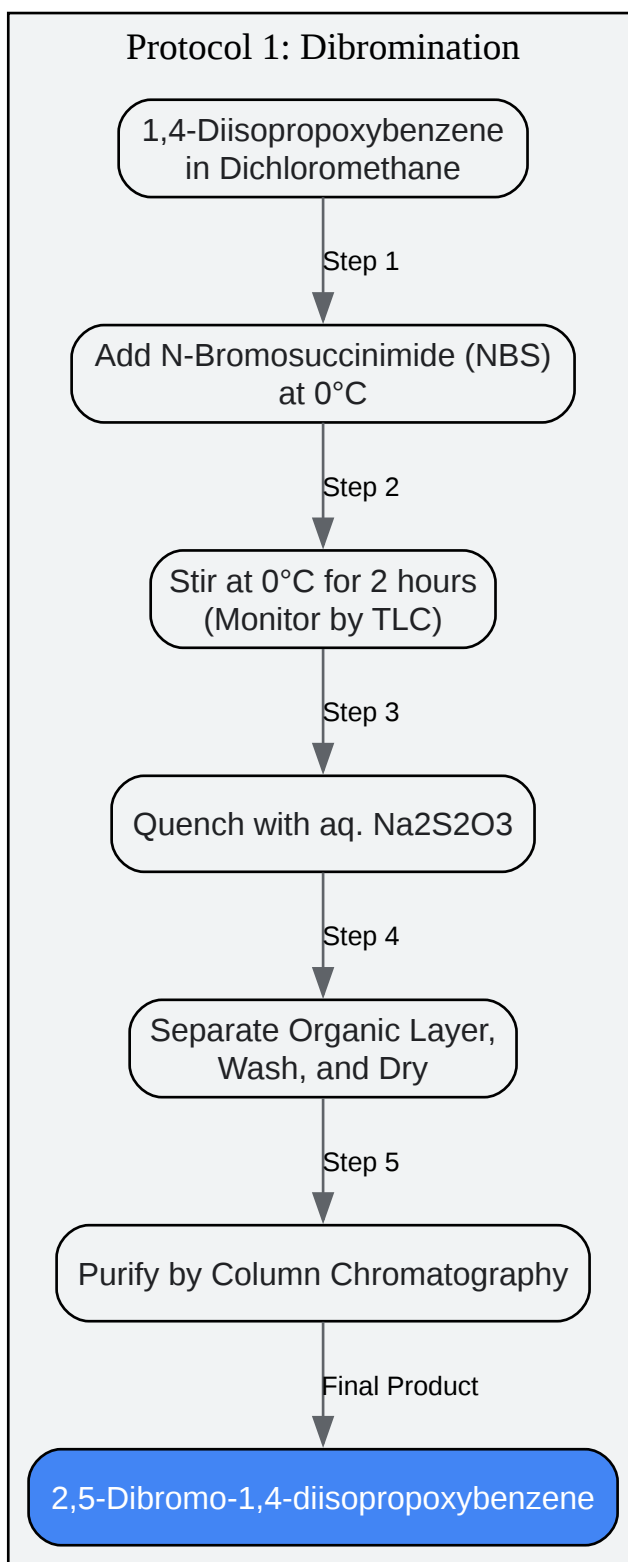 Protocol 1: Dibromination
1,4-Diisopropoxybenzene
in Dichloromethane
Step 1
Add N-Bromosuccinimide (NBS)
at 0°C
Step 2
Stir at 0°C for 2 hours
(Monitor by TLC)
Step 3
Quench with aq. Na2S2O3
Step 4
Separate Organic Layer,
Wash, and Dry
Step 5
Purify by Column Chromatography
Final Product
2,5-Dibromo-1,4-diisopropoxybenzene